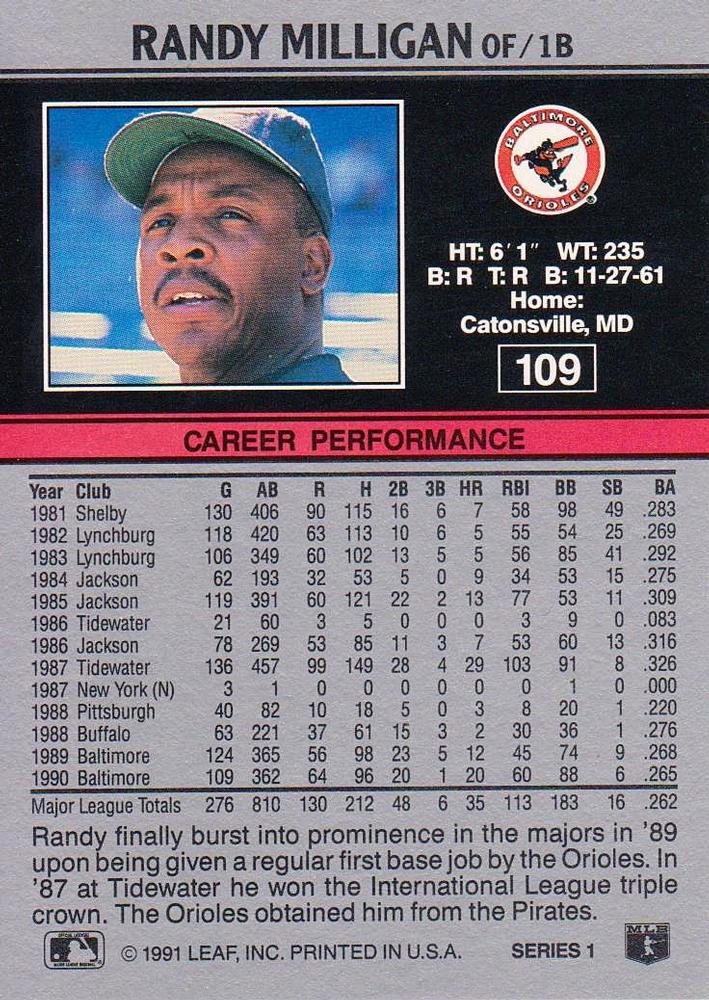 RANDY MILLIGAN OF/1B
BALTIMORE
ORIOLES
HT: 6'1" WT: 235
B: R T: R B: 11-27-61
Home:
Catonsville, MD
109
CAREER PERFORMANCE
Year Club G AB R H 2B 3B HR RBI BB SB BA
1981 Shelby 130 406 90 115 16 6 7 58 98 49 .283
1982 Lynchburg 118 420 63 113 10 6 5 55 54 25 .269
1983 Lynchburg 106 349 60 102 13 5 5 56 85 41 .292
1984 Jackson 62 193 32 53 5 0 9 34 53 15 .275
1985 Jackson 119 391 60 121 22 2 13 77 53 11 .309
1986 Tidewater 21 60 3 5 0 0 0 3 9 0 .083
1986 Jackson 78 269 53 85 11 3 7 53 60 13 .316
1987 Tidewater 136 457 99 149 28 4 29 103 91 8 .326
1987 New York (N) 3 1 0 0 0 0 0 0 1 0 .000
1988 Pittsburgh 40 82 10 18 5 0 3 8 20 1 .220
1988 Buffalo 63 221 37 61 15 3 2 30 36 1 .276
1989 Baltimore 124 365 56 98 23 5 12 45 74 9 .268
1990 Baltimore 109 362 64 96 20 1 20 60 88 6 .265
Major League Totals 276 810 130 212 48 6 35 113 183 16 .262
Randy finally burst into prominence in the majors in '89
upon being given a regular first base job by the Orioles. In
'87 at Tidewater he won the International League triple
crown. The Orioles obtained him from the Pirates.
© 1991 LEAF, INC. PRINTED IN U.S.A. SERIES 1
MLB